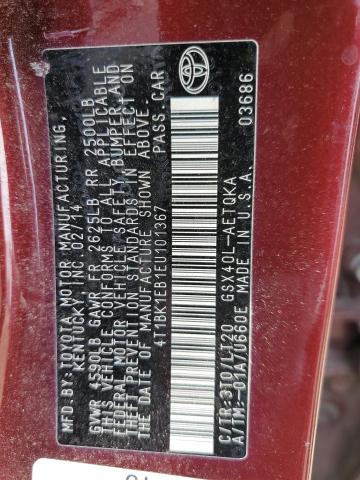 MFD.BY:TOYOTA MOTOR MANUFACTURING,
KENTUCKY, INC. 02/14
GVWR 4590LB GAWR FR 2625LB RR 2500LB
THIS VEHICLE CONFORMS TO ALL APPLICABLE
FEDERAL MOTOR VEHICLE SAFETY, BUMPER, AND
THEFT PREVENTION STANDARDS IN EFFECT ON
THE DATE OF MANUFACTURE SHOWN ABOVE.
4T1BK1EB1EU101367 PASS.CAR
C/TR:3T0/LT20 GSX40L-AETQKA 03686
A/TM:-01A/U660E MADE IN U.S.A.